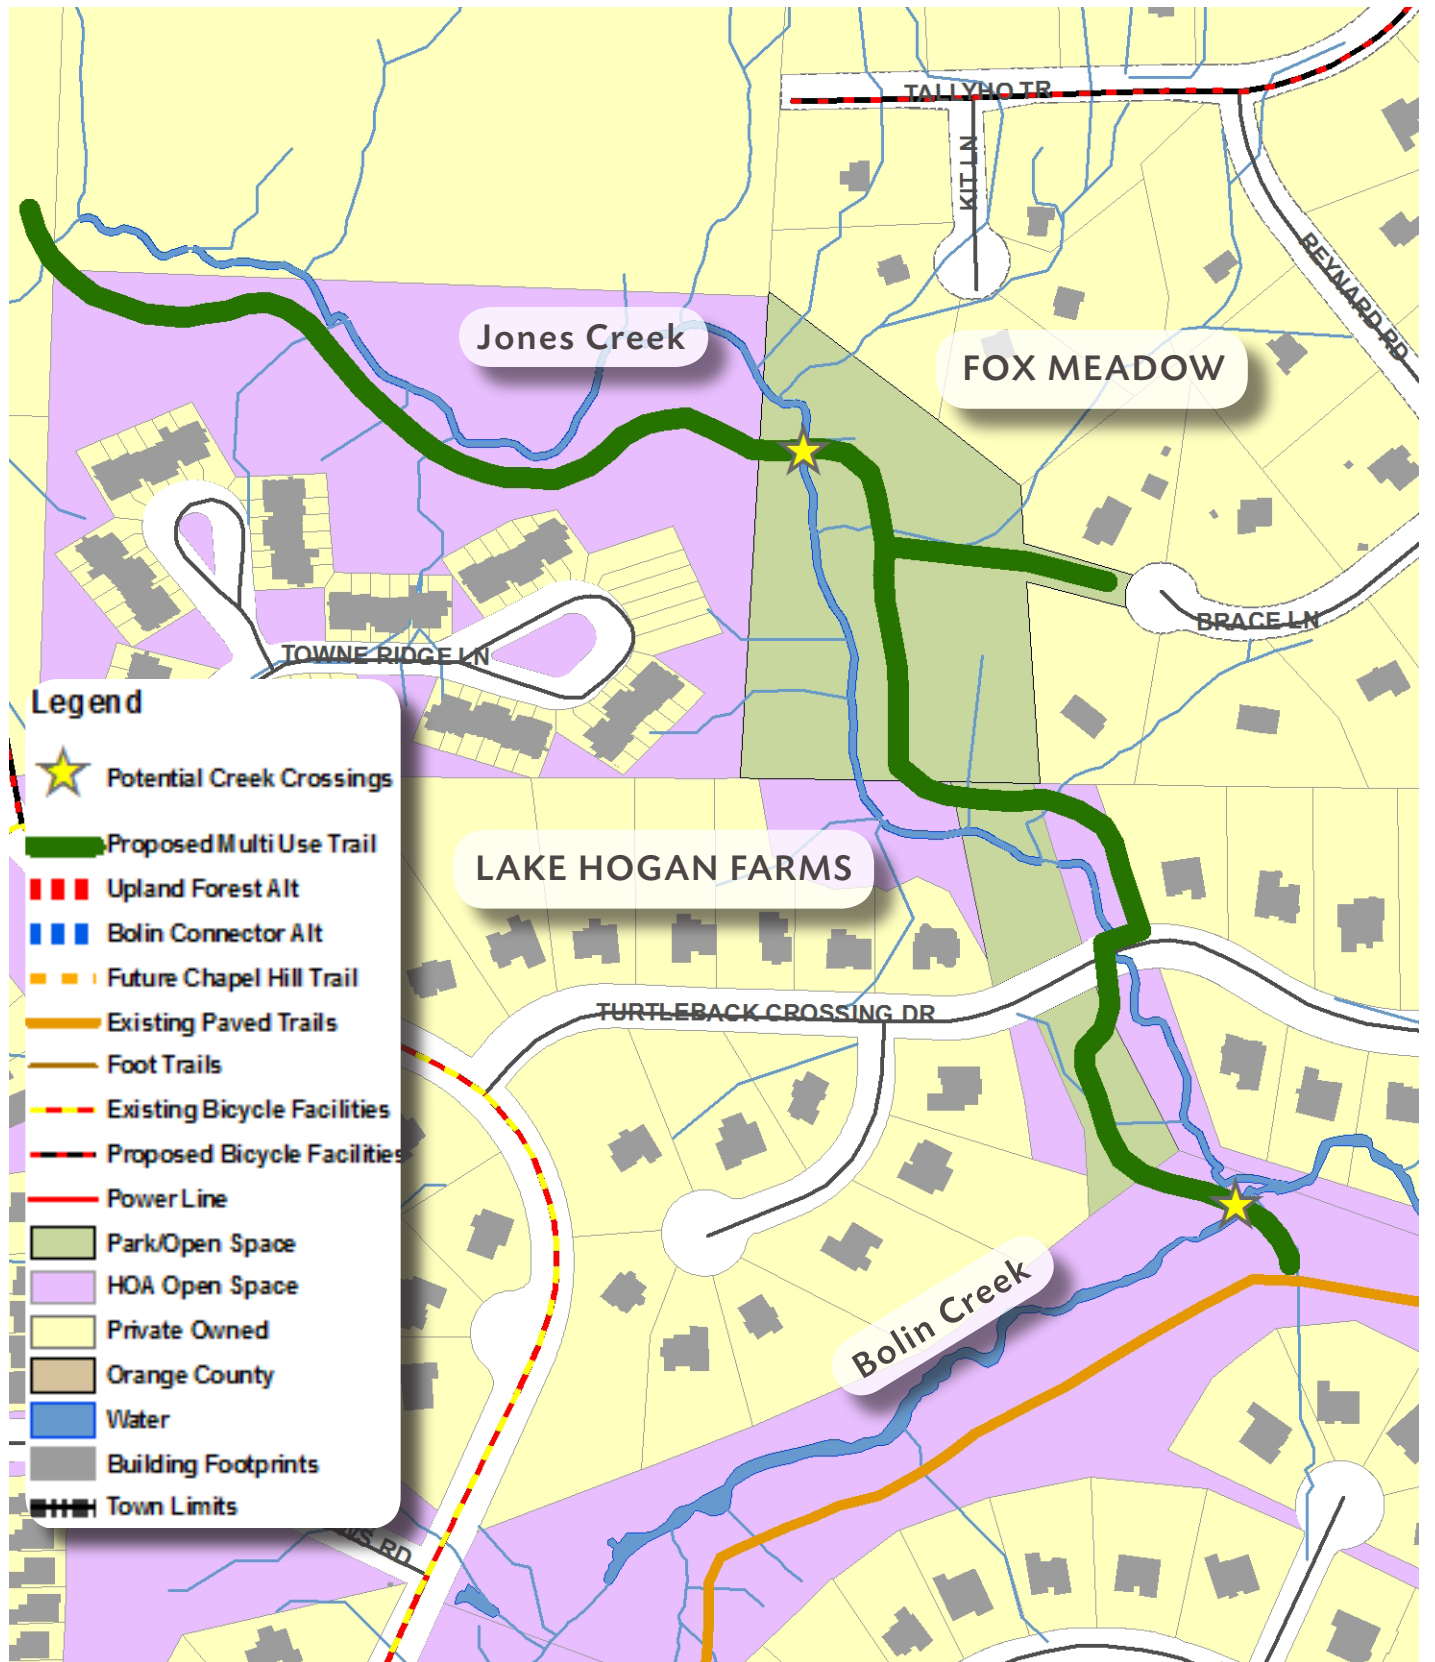 TALLYHO TR
KIT LN
REYNARD RD
Jones Creek
FOX MEADOW
BRACE LN
TOWNE RIDGE LN
Legend
Potential Creek Crossings
Proposed Multi Use Trail
Upland Forest Alt
Bolin Connector Alt
Future Chapel Hill Trail
Existing Paved Trails
Foot Trails
Existing Bicycle Facilities
Proposed Bicycle Facilities
Power Line
Park/Open Space
HOA Open Space
Private Owned
Orange County
Water
Building Footprints
Town Limits
LAKE HOGAN FARMS
TURTLEBACK CROSSING DR
Bolin Creek
RD